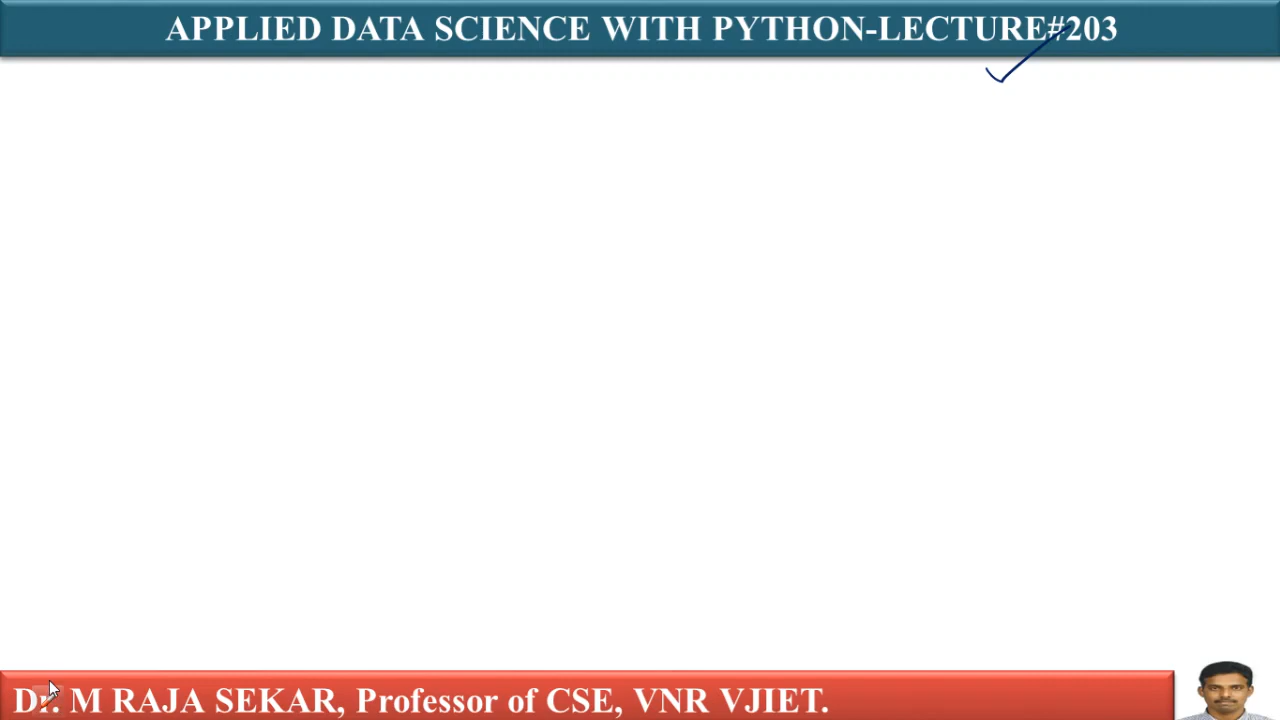 APPLIED DATA SCIENCE WITH PYTHON-LECTURE#203
Dr. M RAJA SEKAR, Professor of CSE, VNR VJIET.